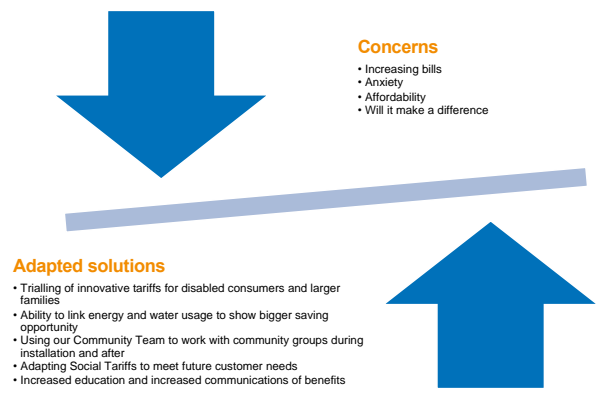 Concerns
• Increasing bills
• Anxiety
• Affordability
• Will it make a difference
Adapted solutions
• Trialling of innovative tariffs for disabled consumers and larger
families
• Ability to link energy and water usage to show bigger saving
opportunity
• Using our Community Team to work with community groups during
installation and after
• Adapting Social Tariffs to meet future customer needs
• Increased education and increased communications of benefits